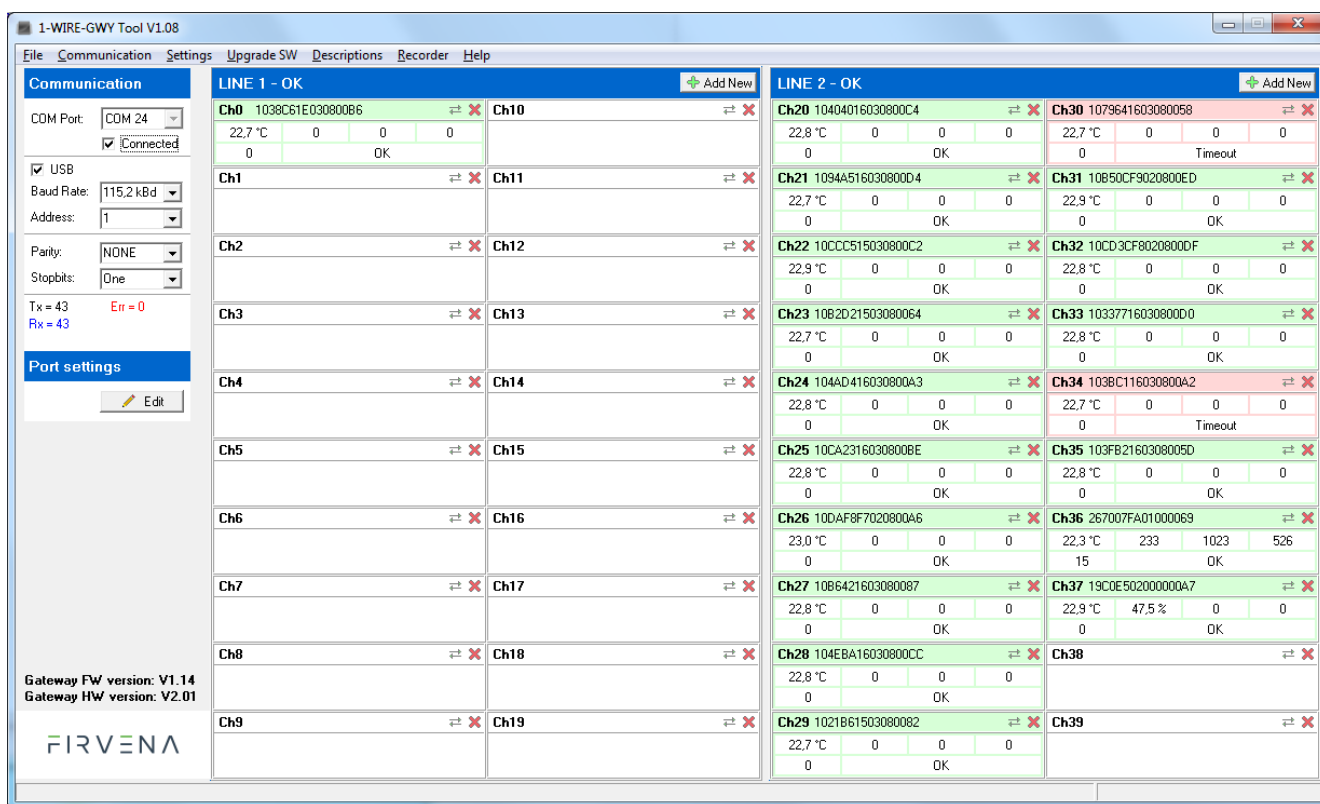 1-WIRE-GWY Tool V1.08
File Communication Settings Upgrade SW Descriptions Recorder Help
Communication
COM Port: COM 24
Connected
USB
Baud Rate: 115,2 kBd
Address: 1
Parity: NONE
Stopbits: One
Tx = 43 Err = 0
Rx = 43
Port settings
Edit
Gateway FW version: V1.14
Gateway HW version: V2.01
FIRVENA
LINE 1 - OK Add New
Ch0 1038C61E030800B6
22,7 °C 0 0 0
0 OK
Ch1
Ch2
Ch3
Ch4
Ch5
Ch6
Ch7
Ch8
Ch9
Ch10
Ch11
Ch12
Ch13
Ch14
Ch15
Ch16
Ch17
Ch18
Ch19
LINE 2 - OK Add New
Ch20 10404016030800C4
22,8 °C 0 0 0
0 OK
Ch21 1094A516030800D4
22,7 °C 0 0 0
0 OK
Ch22 10CCC515030800C2
22,9 °C 0 0 0
0 OK
Ch23 10B2D21503080064
22,7 °C 0 0 0
0 OK
Ch24 104AD416030800A3
22,8 °C 0 0 0
0 OK
Ch25 10CA2316030800BE
22,8 °C 0 0 0
0 OK
Ch26 10DAF8F7020800A6
23,0 °C 0 0 0
0 OK
Ch27 10B6421603080087
22,8 °C 0 0 0
0 OK
Ch28 104EBA16030800CC
22,8 °C 0 0 0
0 OK
Ch29 1021B61503080082
22,7 °C 0 0 0
0 OK
Ch30 1079641603080058
22,7 °C 0 0 0
0 Timeout
Ch31 10B50CF9020800ED
22,9 °C 0 0 0
0 OK
Ch32 10CD3CF8020800DF
22,8 °C 0 0 0
0 OK
Ch33 10337716030800D0
22,8 °C 0 0 0
0 OK
Ch34 103BC116030800A2
22,7 °C 0 0 0
0 Timeout
Ch35 103FB2160308005D
22,8 °C 0 0 0
0 OK
Ch36 267007FA01000069
22,3 °C 233 1023 526
15 OK
Ch37 19C0E502000000A7
22,9 °C 47,5 % 0 0
0 OK
Ch38
Ch39